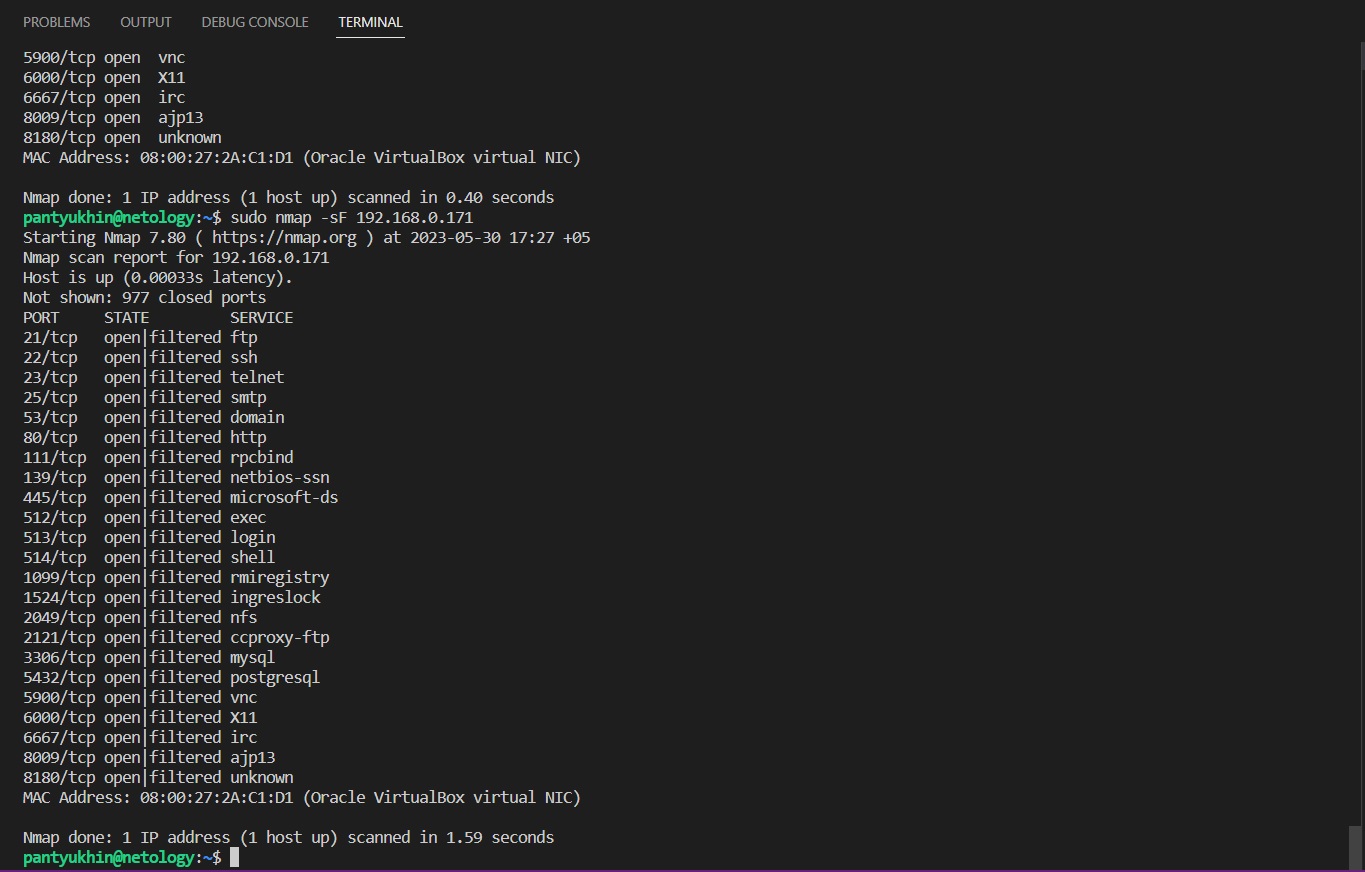 PROBLEMS OUTPUT DEBUG CONSOLE TERMINAL
5900/tcp open  vnc
6000/tcp open  X11
6667/tcp open  irc
8009/tcp open  ajp13
8180/tcp open  unknown
MAC Address: 08:00:27:2A:C1:D1 (Oracle VirtualBox virtual NIC)

Nmap done: 1 IP address (1 host up) scanned in 0.40 seconds
pantyukhin@netology:~$ sudo nmap -sF 192.168.0.171
Starting Nmap 7.80 ( https://nmap.org ) at 2023-05-30 17:27 +05
Nmap scan report for 192.168.0.171
Host is up (0.00033s latency).
Not shown: 977 closed ports
PORT     STATE         SERVICE
21/tcp   open|filtered ftp
22/tcp   open|filtered ssh
23/tcp   open|filtered telnet
25/tcp   open|filtered smtp
53/tcp   open|filtered domain
80/tcp   open|filtered http
111/tcp  open|filtered rpcbind
139/tcp  open|filtered netbios-ssn
445/tcp  open|filtered microsoft-ds
512/tcp  open|filtered exec
513/tcp  open|filtered login
514/tcp  open|filtered shell
1099/tcp open|filtered rmiregistry
1524/tcp open|filtered ingreslock
2049/tcp open|filtered nfs
2121/tcp open|filtered ccproxy-ftp
3306/tcp open|filtered mysql
5432/tcp open|filtered postgresql
5900/tcp open|filtered vnc
6000/tcp open|filtered X11
6667/tcp open|filtered irc
8009/tcp open|filtered ajp13
8180/tcp open|filtered unknown
MAC Address: 08:00:27:2A:C1:D1 (Oracle VirtualBox virtual NIC)

Nmap done: 1 IP address (1 host up) scanned in 1.59 seconds
pantyukhin@netology:~$